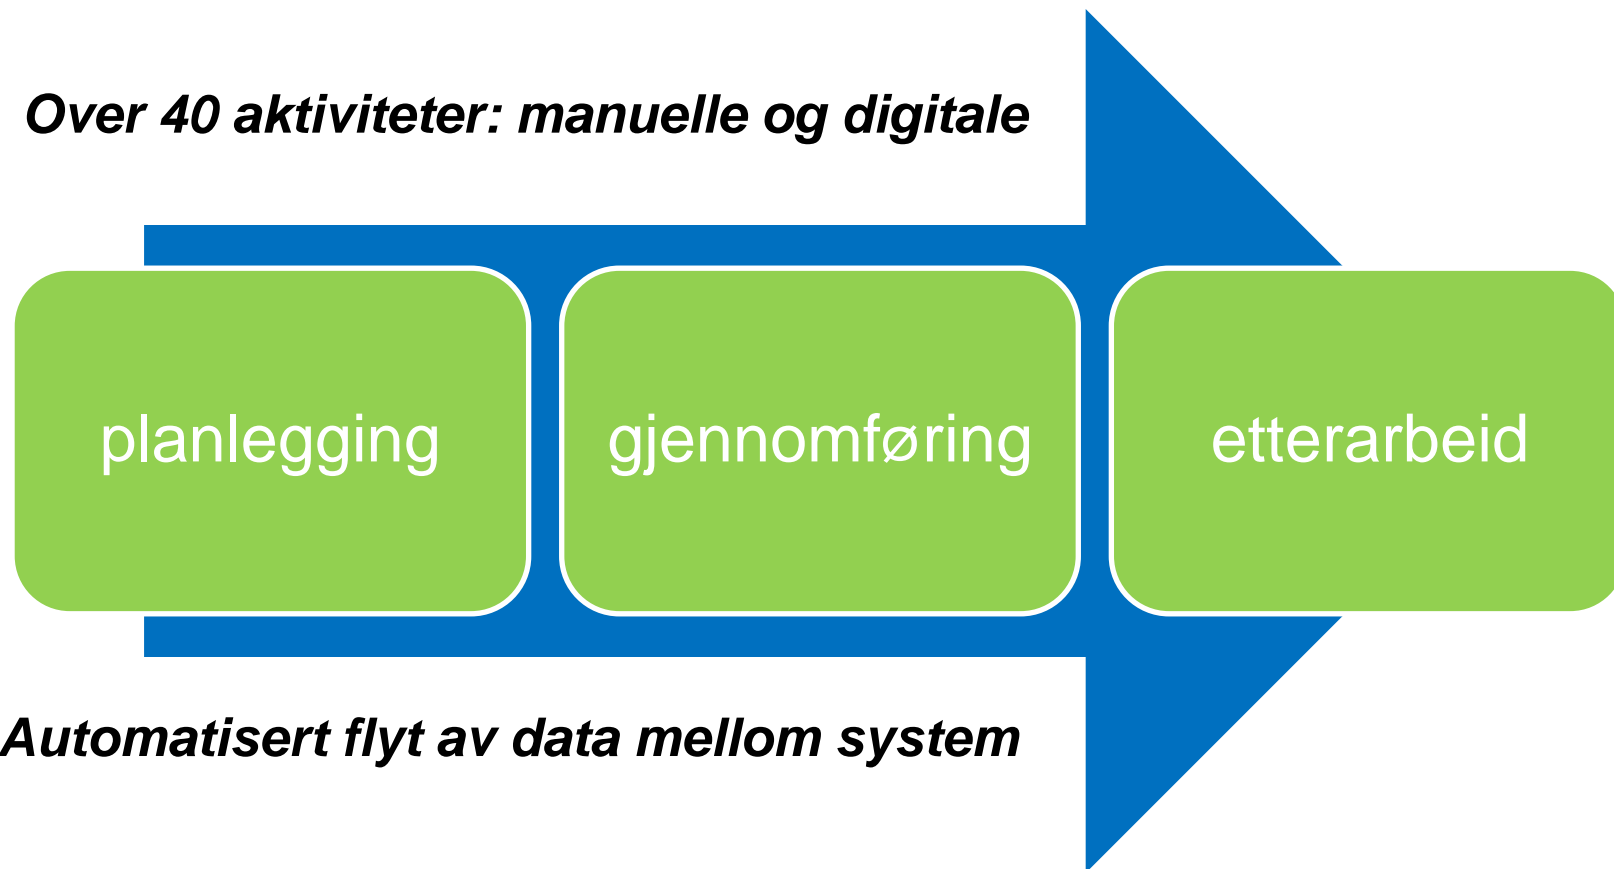 Over 40 aktiviteter: manuelle og digitale
planlegging
gjennomføring
etterarbeid
Automatisert flyt av data mellom system